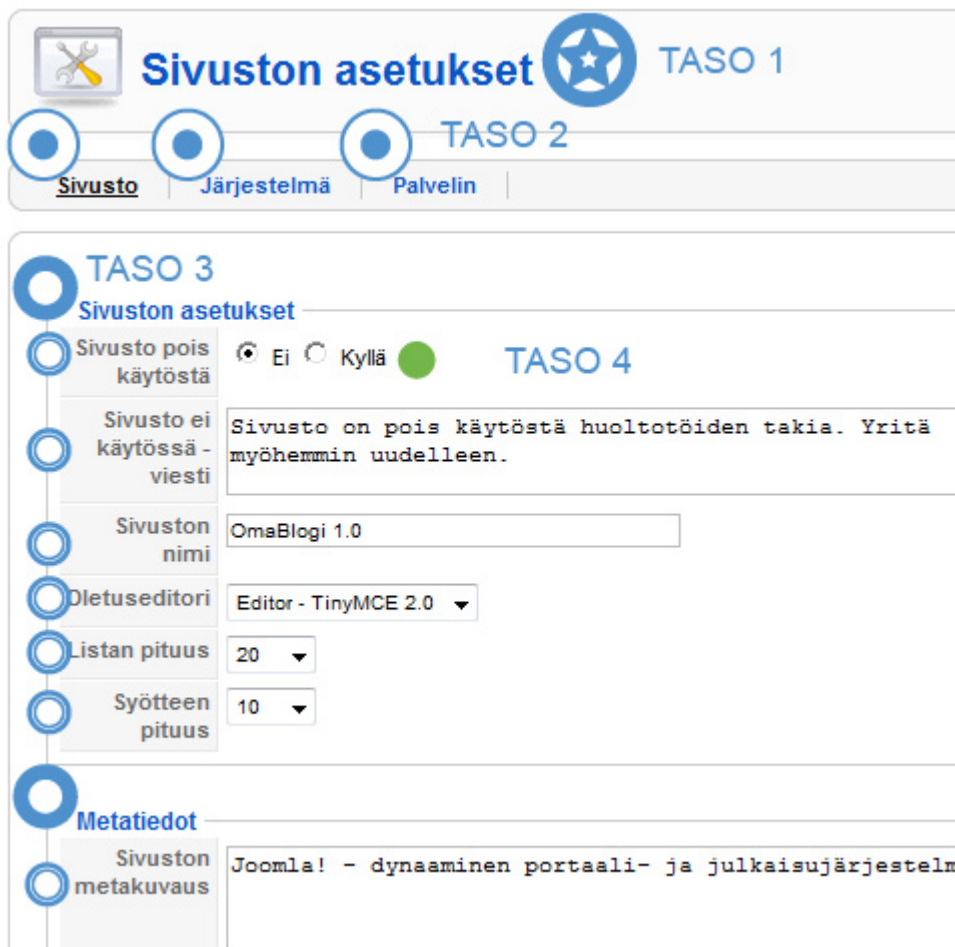 Sivuston asetukset TASO 1
TASO 2
Sivusto Järjestelmä Palvelin
TASO 3
Sivuston asetukset
Sivusto pois käytöstä
Ei Kyllä TASO 4
Sivusto ei käytössä - viesti
Sivusto on pois käytöstä huoltotöiden takia. Yritä
myöhemmin uudelleen.
Sivuston nimi
OmaBlogi 1.0
Oletuseditori Editor - TinyMCE 2.0
Listan pituus 20
Syötteen pituus
10
Metatiedot
Sivuston metakuvaus
Joomla! - dynaaminen portaali- ja julkaisujärjestelm